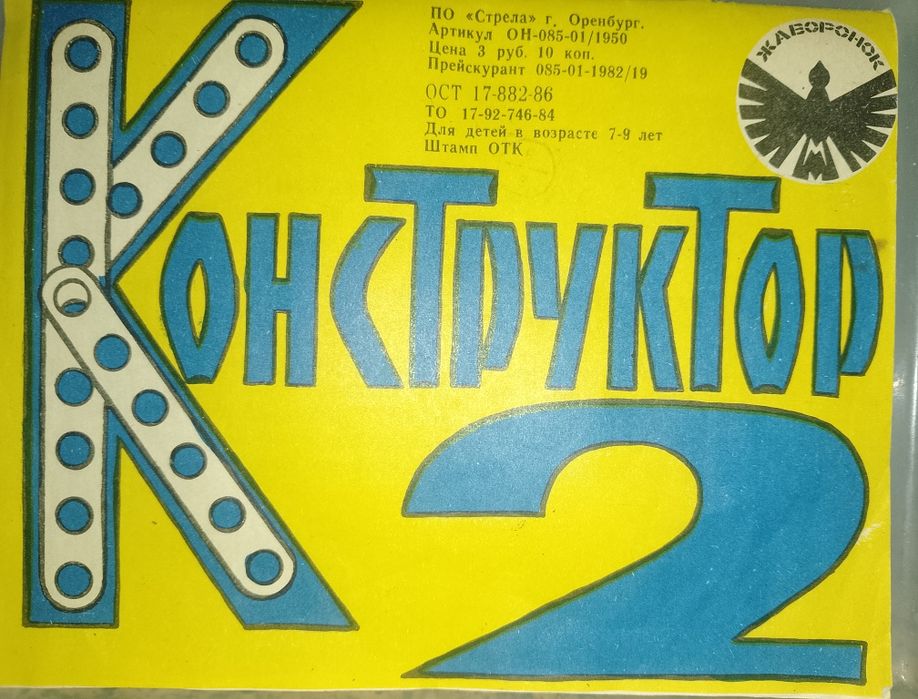 ПО «Стрела» г. Оренбург.
Артикул ОН-085-01/1950
Цена 3 руб. 10 коп.
Прейскурант 085-01-1982/19
ОСТ 17-882-86
ТО 17-92-746-84
Для детей в возрасте 7-9 лет
Штамп ОТК
ЖАВОРОНОК
М
КОНСТРУКТОР
2